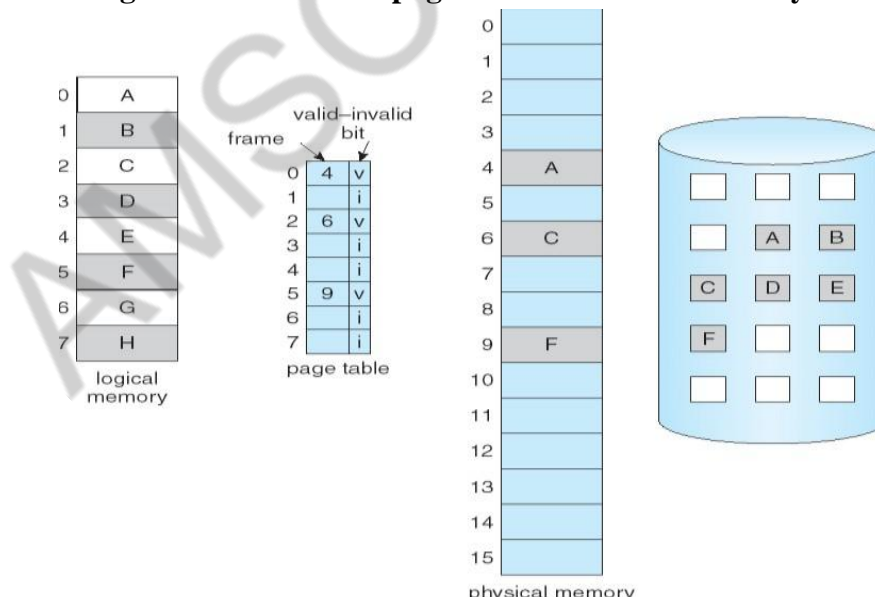 0 A
1 B
2 C
3 D
4 E
5 F
6 G
7 H
logical
memory
valid–invalid
bit
frame
0 4 v
1 i
2 6 v
3 i
4 i
5 9 v
6 i
7 i
page table
0
1
2
3
4 A
5
6 C
7
8
9 F
10
11
12
13
14
15
physical memory
A B
C D E
F